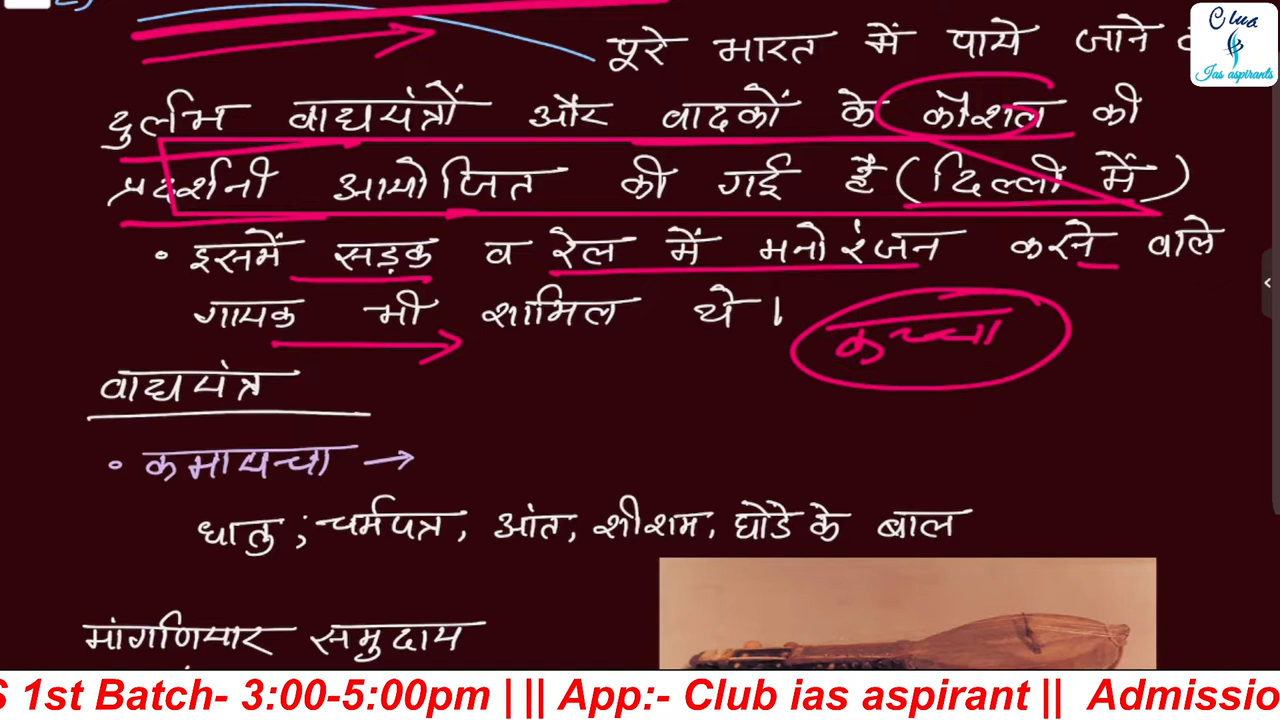 Club
Ias aspirants
पूरे भारत में पाये जाने
दुर्लभ वाद्ययंत्रों और वादकों के कौशल की
प्रदर्शनी आयोजित की गई है (दिल्ली में)
• इसमें सड़क व रेल में मनोरंजन करने वाले
गायक भी शामिल थे।
कच्चा
वाद्ययंत्र
• कमायचा →
धातु; चर्मपत्र, आंत, शीशम, घोडे के बाल
मांगणियार समुदाय
S 1st Batch- 3:00-5:00pm | || App:- Club ias aspirant || Admissio